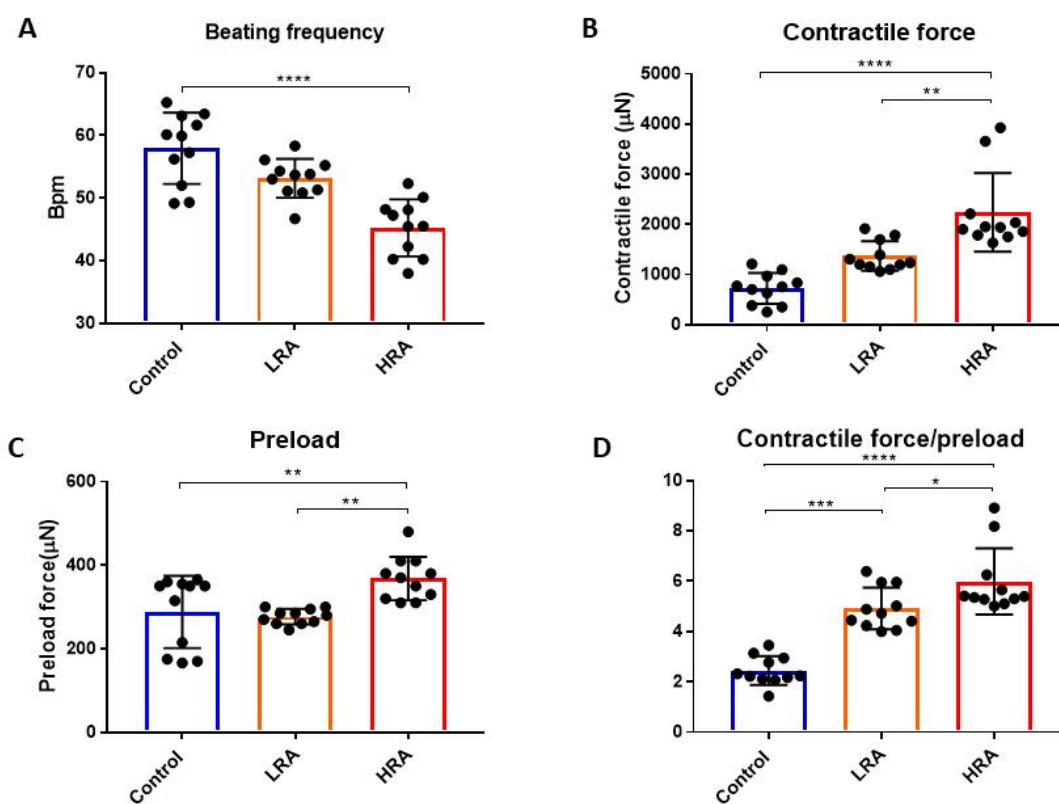 A
Beating frequency
****
70
60
50
40
30
Bpm
Control
LRA
HRA
B
Contractile force
****
**
5000
4000
3000
2000
1000
0
Contractile force (μN)
Control
LRA
HRA
C
Preload
**
**
600
400
200
0
Preload force(μN)
Control
LRA
HRA
D
Contractile force/preload
****
***
*
10
8
6
4
2
0
Control
LRA
HRA